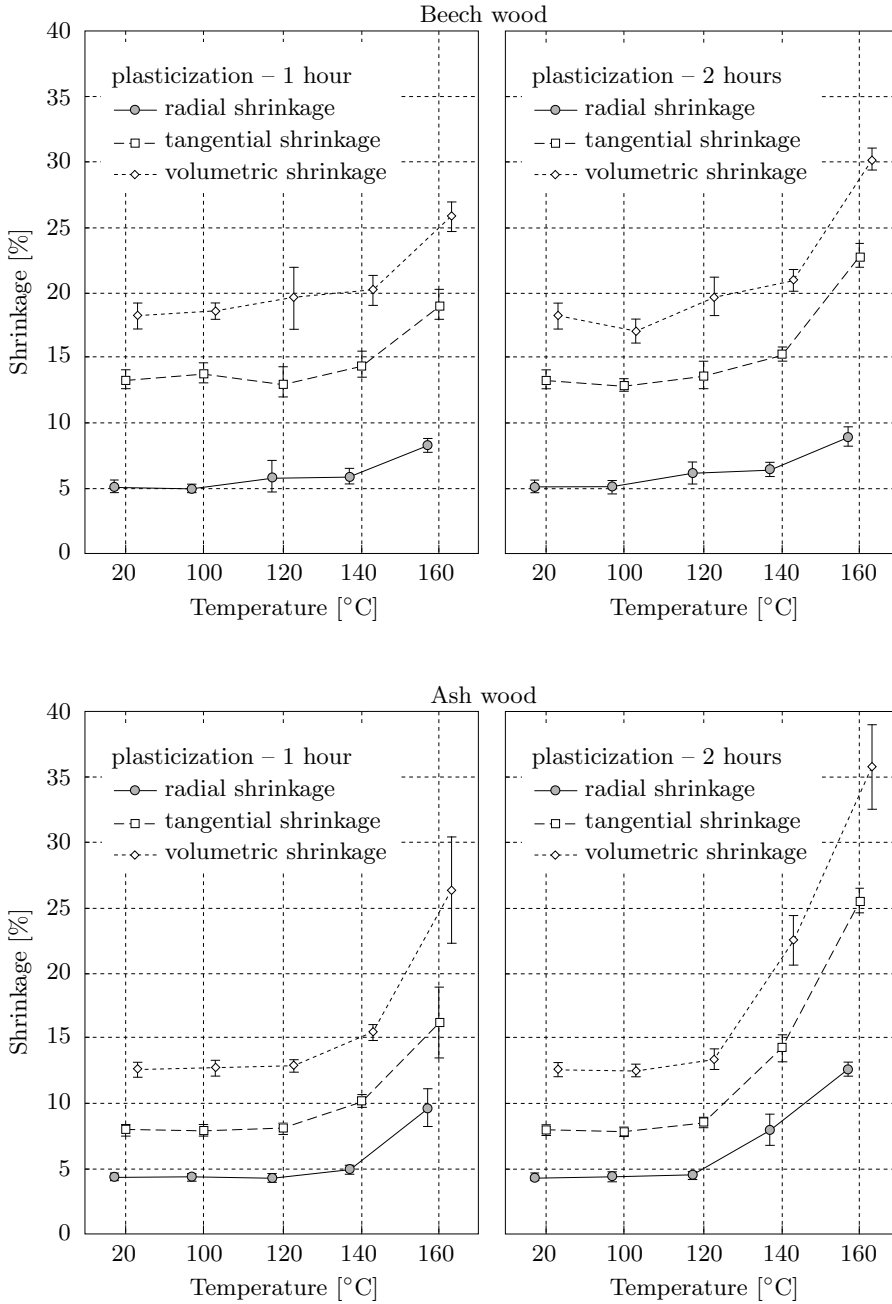 Beech wood
40
35
30
25
20
15
10
5
0
Shrinkage [%]
plasticization – 1 hour
radial shrinkage
tangential shrinkage
volumetric shrinkage
20 100 120 140 160
Temperature [°C]
plasticization – 2 hours
radial shrinkage
tangential shrinkage
volumetric shrinkage
20 100 120 140 160
Temperature [°C]
Ash wood
40
35
30
25
20
15
10
5
0
Shrinkage [%]
plasticization – 1 hour
radial shrinkage
tangential shrinkage
volumetric shrinkage
20 100 120 140 160
Temperature [°C]
plasticization – 2 hours
radial shrinkage
tangential shrinkage
volumetric shrinkage
20 100 120 140 160
Temperature [°C]